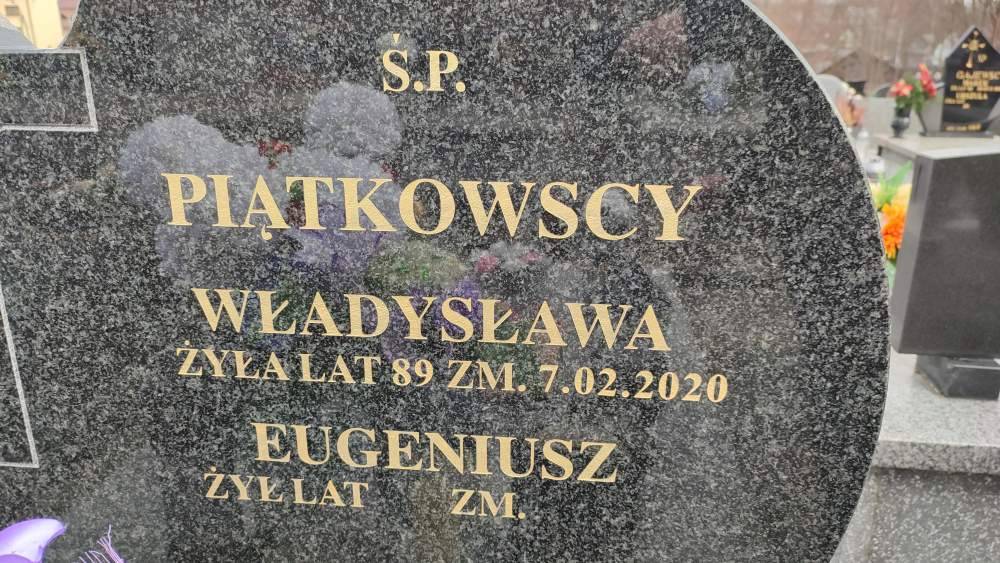 Ś.P.
PIĄTKOWSCY
WŁADYSŁAWA
ŻYŁA LAT 89 ZM. 7.02.2020
EUGENIUSZ
ŻYŁ LAT ZM.